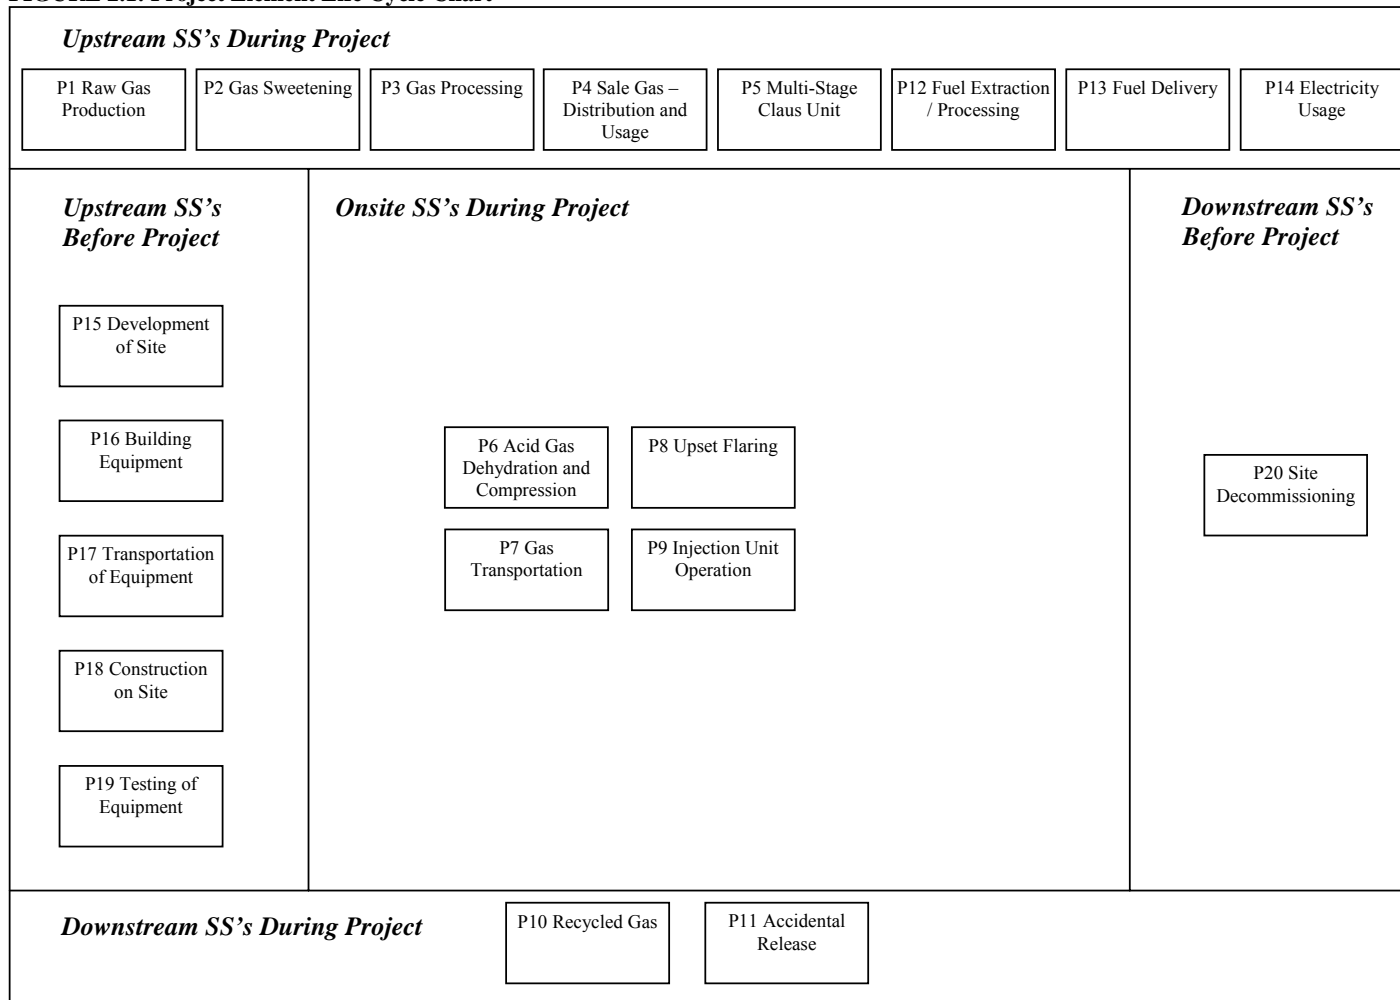 Upstream SS's During Project
P1 Raw Gas
Production
P2 Gas Sweetening
P3 Gas Processing
P4 Sale Gas –
Distribution and
Usage
P5 Multi-Stage
Claus Unit
P12 Fuel Extraction
/ Processing
P13 Fuel Delivery
P14 Electricity
Usage
Upstream SS's
Before Project
P15 Development
of Site
P16 Building
Equipment
P17 Transportation
of Equipment
P18 Construction
on Site
P19 Testing of
Equipment
Onsite SS's During Project
P6 Acid Gas
Dehydration and
Compression
P8 Upset Flaring
P7 Gas
Transportation
P9 Injection Unit
Operation
Downstream SS's
Before Project
P20 Site
Decommissioning
Downstream SS's During Project
P10 Recycled Gas
P11 Accidental
Release